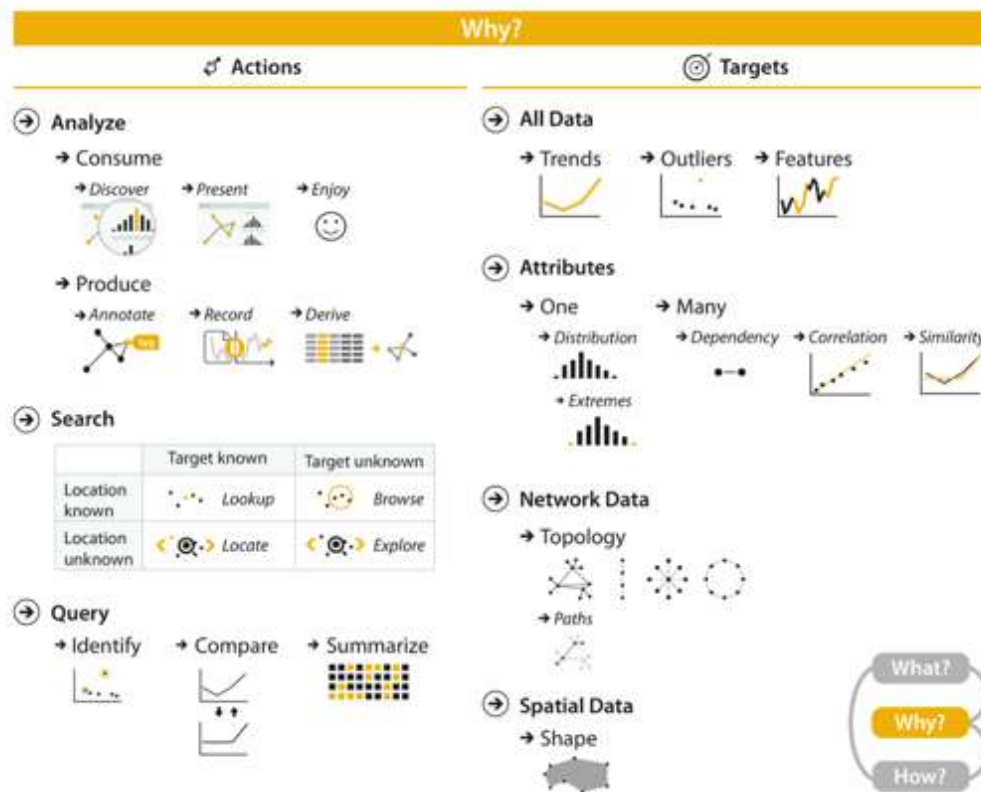 Why?
Actions
Analyze
→ Consume
→ Discover → Present → Enjoy
→ Produce
→ Annotate → Record → Derive
Search
Target known Target unknown
Location known Lookup Browse
Location unknown Locate Explore
Query
→ Identify → Compare → Summarize
Targets
All Data
→ Trends → Outliers → Features
Attributes
→ One → Many
→ Distribution → Dependency → Correlation → Similarity
→ Extremes
Network Data
→ Topology
→ Paths
Spatial Data
→ Shape
What?
Why?
How?